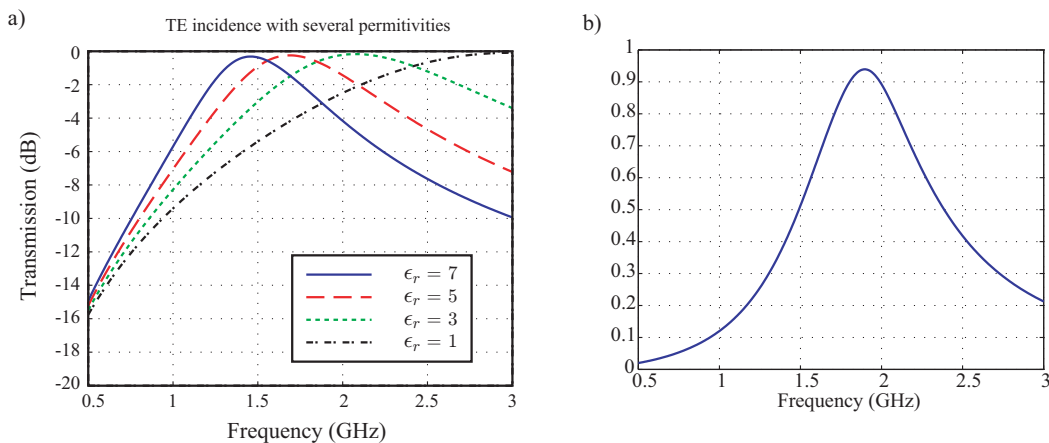 a)
TE incidence with several permitivities
0
-2
-4
-6
-8
-10
-12
-14
-16
-18
-20
0.5 1 1.5 2 2.5 3
Transmission (dB)
Frequency (GHz)
ϵr = 7
ϵr = 5
ϵr = 3
ϵr = 1
b)
1
0.9
0.8
0.7
0.6
0.5
0.4
0.3
0.2
0.1
0
0.5 1 1.5 2 2.5 3
Frequency (GHz)